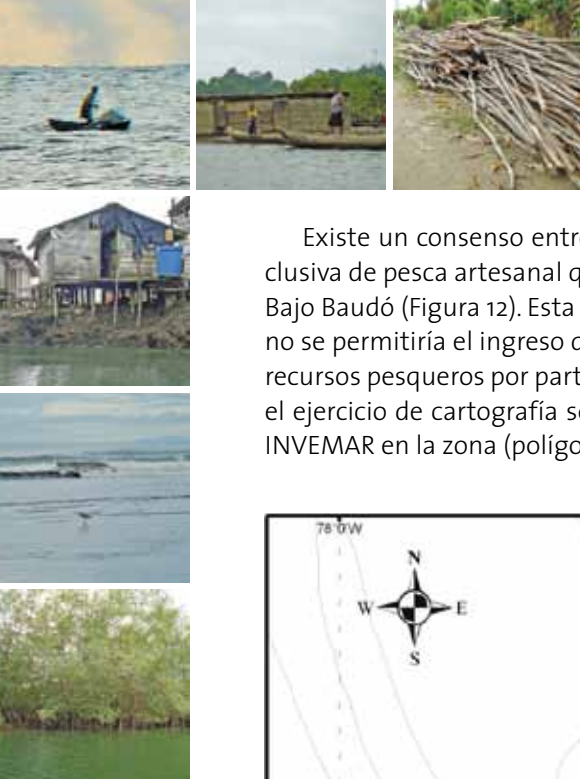 Existe un consenso entre
clusiva de pesca artesanal q
Bajo Baudó (Figura 12). Esta
no se permitiría el ingreso d
recursos pesqueros por part
el ejercicio de cartografía so
INVEMAR en la zona (polígo
78°0'W
N
W E
S